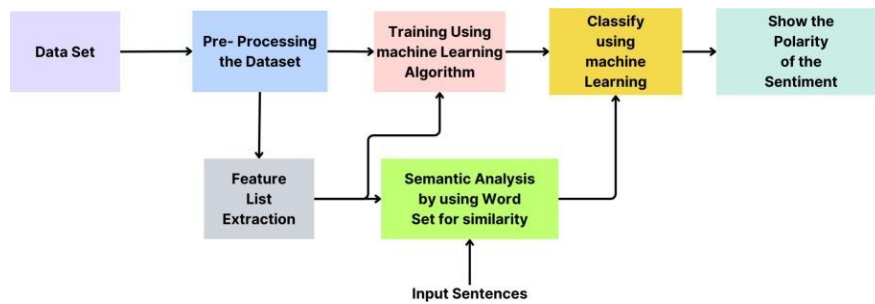 Data Set
Pre- Processing
the Dataset
Training Using
machine Learning
Algorithm
Classify
using
machine
Learning
Show the
Polarity
of the
Sentiment
Feature
List
Extraction
Semantic Analysis
by using Word
Set for similarity
Input Sentences